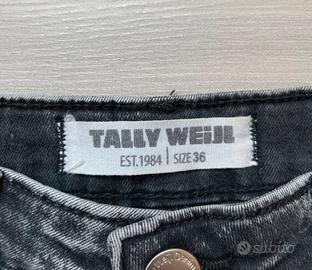 TALLY WEiJL
EST.1984 | SIZE 36
subito